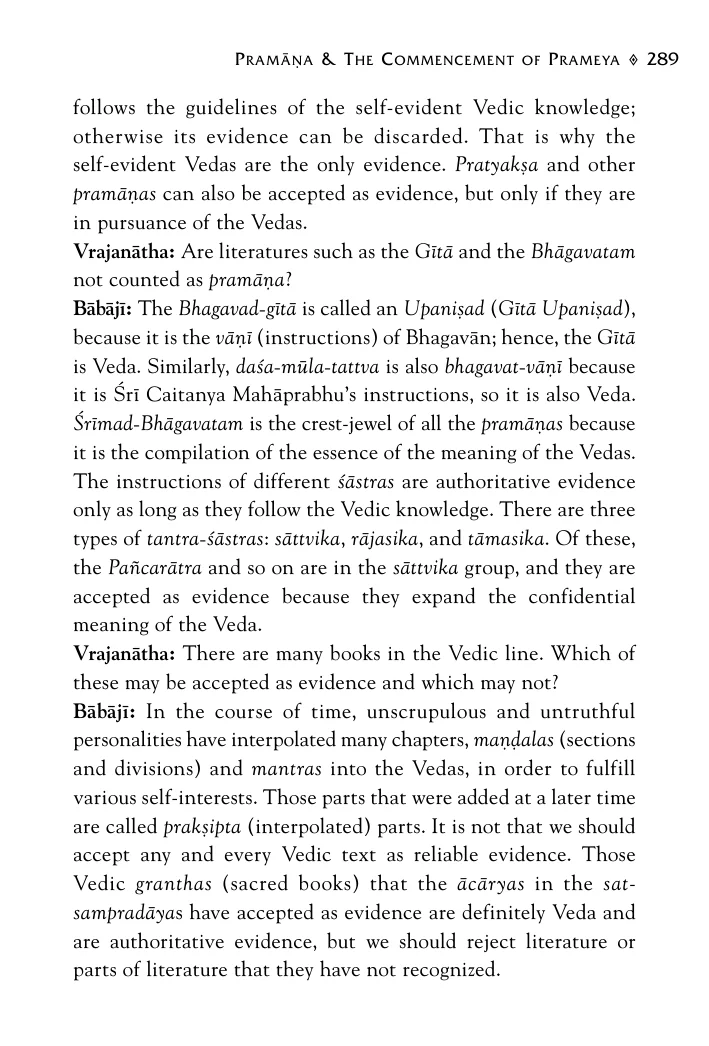 Pramāṇa & The Commencement of Prameya ◊ 289
follows the guidelines of the self-evident Vedic knowledge;
otherwise its evidence can be discarded. That is why the
self-evident Vedas are the only evidence. Pratyakṣa and other
pramāṇas can also be accepted as evidence, but only if they are
in pursuance of the Vedas.
Vrajanātha: Are literatures such as the Gītā and the Bhāgavatam
not counted as pramāṇa?
Bābājī: The Bhagavad-gītā is called an Upaniṣad (Gītā Upaniṣad),
because it is the vāṇī (instructions) of Bhagavān; hence, the Gītā
is Veda. Similarly, daśa-mūla-tattva is also bhagavat-vāṇī because
it is Śrī Caitanya Mahāprabhu's instructions, so it is also Veda.
Śrīmad-Bhāgavatam is the crest-jewel of all the pramāṇas because
it is the compilation of the essence of the meaning of the Vedas.
The instructions of different śāstras are authoritative evidence
only as long as they follow the Vedic knowledge. There are three
types of tantra-śāstras: sāttvika, rājasika, and tāmasika. Of these,
the Pañcarātra and so on are in the sāttvika group, and they are
accepted as evidence because they expand the confidential
meaning of the Veda.
Vrajanātha: There are many books in the Vedic line. Which of
these may be accepted as evidence and which may not?
Bābājī: In the course of time, unscrupulous and untruthful
personalities have interpolated many chapters, maṇḍalas (sections
and divisions) and mantras into the Vedas, in order to fulfill
various self-interests. Those parts that were added at a later time
are called prakṣipta (interpolated) parts. It is not that we should
accept any and every Vedic text as reliable evidence. Those
Vedic granthas (sacred books) that the ācāryas in the sat-
sampradāyas have accepted as evidence are definitely Veda and
are authoritative evidence, but we should reject literature or
parts of literature that they have not recognized.